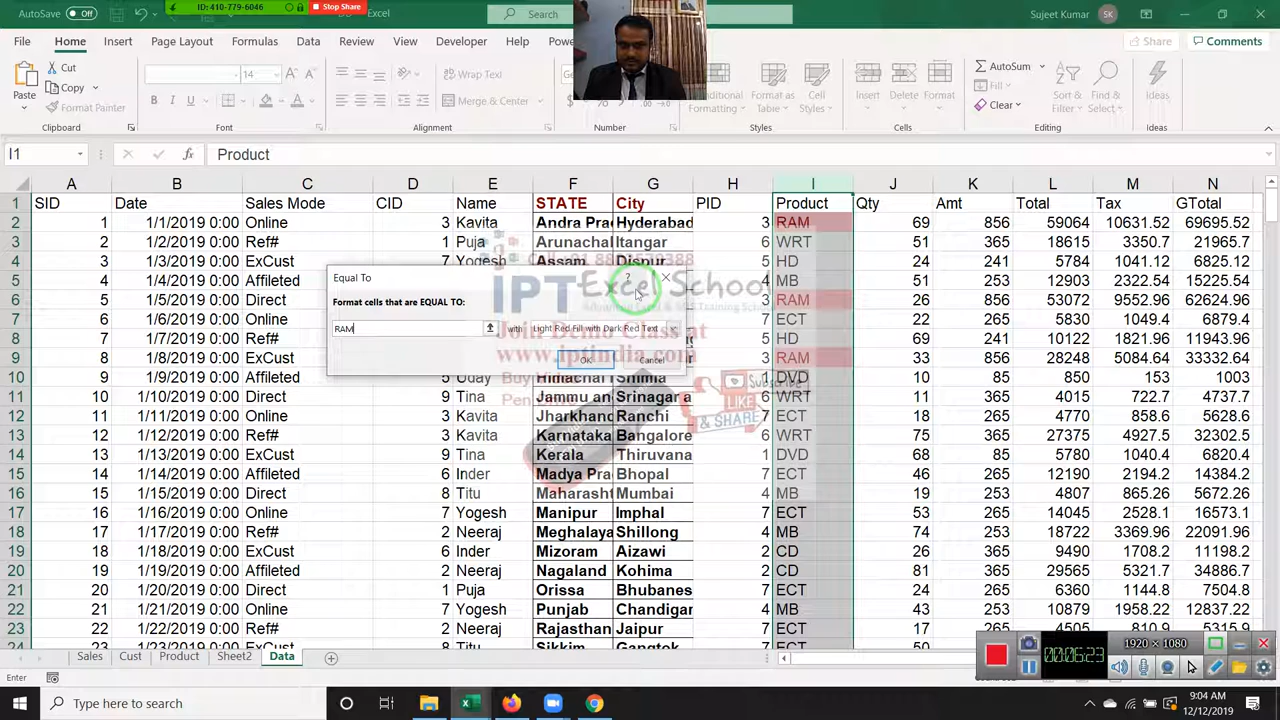 AutoSave Off Excel Search Sujeet Kumar SK
ID: 410-779-6046 Stop Share
File Home Insert Page Layout Formulas Data Review View Developer Help Share Comments
Paste Cut Copy Format Painter 14 Wrap Text Merge & Center Conditional Formatting Format as Table Cell Styles Insert Delete Format AutoSum Fill Clear Sort & Filter Find & Select Ideas
Clipboard Font Alignment Number Styles Cells Editing Ideas
I1 fx Product
A B C D E F G H I J K L M N
1 SID Date Sales Mode CID Name STATE City PID Product Qty Amt Total Tax GTotal
2 1 1/1/2019 0:00 Online 3 Kavita Andra Pra Hyderabad 3 RAM 69 856 59064 10631.52 69695.52
3 2 1/2/2019 0:00 Ref# 1 Puja Arunachal Itangar 6 WRT 51 365 18615 3350.7 21965.7
4 3 1/3/2019 0:00 ExCust 7 Yogesh Assam Dispur 5 HD 24 241 5784 1041.12 6825.12
5 4 1/4/2019 0:00 Affileted 4 MB 51 253 12903 2322.54 15225.54
6 5 1/5/2019 0:00 Direct 3 RAM 26 856 53072 9552.96 62624.96
7 6 1/6/2019 0:00 Online 7 ECT 22 265 5830 1049.4 6879.4
8 7 1/7/2019 0:00 Ref# 5 HD 69 241 10122 1821.96 11943.96
9 8 1/8/2019 0:00 ExCust 3 RAM 33 856 28248 5084.64 33332.64
10 9 1/9/2019 0:00 Affileted 5 Uday Himachal Shimla 1 DVD 10 85 850 153 1003
11 10 1/10/2019 0:00 Direct 9 Tina Jammu an Srinagar a 6 WRT 11 365 4015 722.7 4737.7
12 11 1/11/2019 0:00 Online 3 Kavita Jharkhand Ranchi 7 ECT 18 265 4770 858.6 5628.6
13 12 1/12/2019 0:00 Ref# 3 Kavita Karnataka Bangalore 6 WRT 75 365 27375 4927.5 32302.5
14 13 1/13/2019 0:00 ExCust 9 Tina Kerala Thiruvana 1 DVD 68 85 5780 1040.4 6820.4
15 14 1/14/2019 0:00 Affileted 6 Inder Madya Pra Bhopal 7 ECT 46 265 12190 2194.2 14384.2
16 15 1/15/2019 0:00 Direct 8 Titu Maharasht Mumbai 4 MB 19 253 4807 865.26 5672.26
17 16 1/16/2019 0:00 Online 7 Yogesh Manipur Imphal 7 ECT 53 265 14045 2528.1 16573.1
18 17 1/17/2019 0:00 Ref# 2 Neeraj Meghalaya Shillong 4 MB 74 253 18722 3369.96 22091.96
19 18 1/18/2019 0:00 ExCust 6 Inder Mizoram Aizawi 2 CD 26 365 9490 1708.2 11198.2
20 19 1/19/2019 0:00 Affileted 2 Neeraj Nagaland Kohima 2 CD 81 365 29565 5321.7 34886.7
21 20 1/20/2019 0:00 Direct 1 Puja Orissa Bhubanes 7 ECT 24 265 6360 1144.8 7504.8
22 21 1/21/2019 0:00 Online 7 Yogesh Punjab Chandigar 4 MB 43 253 10879 1958.22 12837.22
23 22 1/22/2019 0:00 Ref# 2 Neeraj Rajasthan Jaipur 7 ECT 17 265 4505 810.9 5315.9
24 23 1/23/2019 0:00 ExCust 8 Titu Sikkim Gangtok 7 ECT 50
Equal To ?
Format cells that are EQUAL TO:
RAM with Light Red Fill with Dark Red Text
OK Cancel
IPT Excel School
Join Demo Class at
www.iptindia.com
Subscribe
LIKE
& SHARE
Sales Cust Product Sheet2 Data
Enter
00:06:23 1920 × 1080
Type here to search
9:04 AM
12/12/2019